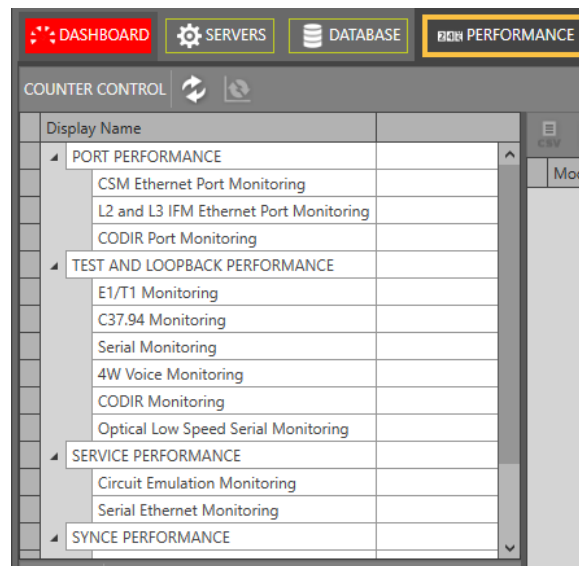 DASHBOARD SERVERS DATABASE PERFORMANCE
COUNTER CONTROL
CSV
Display Name
Mod
PORT PERFORMANCE
CSM Ethernet Port Monitoring
L2 and L3 IFM Ethernet Port Monitoring
CODIR Port Monitoring
TEST AND LOOPBACK PERFORMANCE
E1/T1 Monitoring
C37.94 Monitoring
Serial Monitoring
4W Voice Monitoring
CODIR Monitoring
Optical Low Speed Serial Monitoring
SERVICE PERFORMANCE
Circuit Emulation Monitoring
Serial Ethernet Monitoring
SYNCE PERFORMANCE